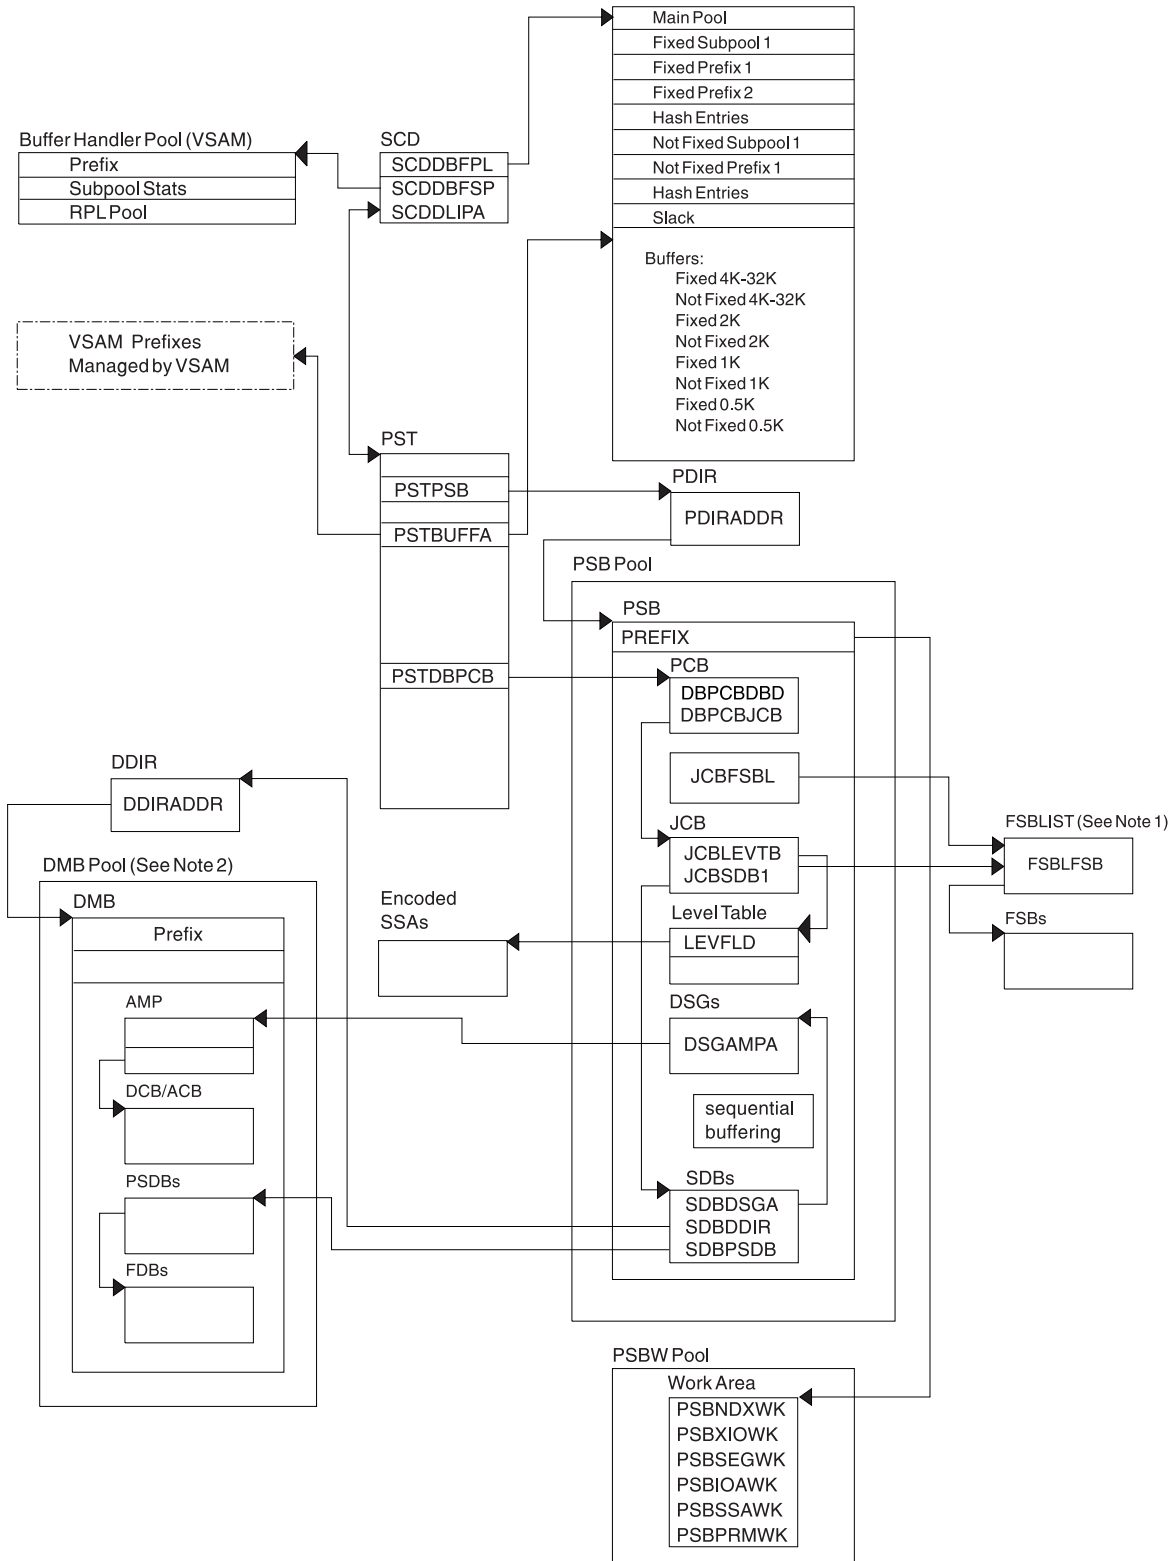 Main Pool
Fixed Subpool 1
Fixed Prefix 1
Fixed Prefix 2
Hash Entries
Not Fixed Subpool 1
Not Fixed Prefix 1
Hash Entries
Slack
Buffers:
Fixed 4K-32K
Not Fixed 4K-32K
Fixed 2K
Not Fixed 2K
Fixed 1K
Not Fixed 1K
Fixed 0.5K
Not Fixed 0.5K
Buffer Handler Pool (VSAM)
Prefix
Subpool Stats
RPL Pool
SCD
SCDDBFPL
SCDDBFSP
SCDDLIPA
VSAM Prefixes
Managed by VSAM
PST
PSTPSB
PSTBUFFA
PSTDBPCB
PDIR
PDIRADDR
PSB Pool
PSB
PREFIX
PCB
DBPCBDBD
DBPCBJCB
JCBFSBL
JCB
JCBLEVTB
JCBSDB1
Level Table
LEVFLD
DSGs
DSGAMPA
sequential
buffering
SDBs
SDBDSGA
SDBDDIR
SDBPSDB
FSBLIST (See Note 1)
FSBLFSB
FSBs
DDIR
DDIRADDR
DMB Pool (See Note 2)
DMB
Prefix
AMP
DCB/ACB
PSDBs
FDBs
Encoded
SSAs
PSBW Pool
Work Area
PSBNDXWK
PSBXIOWK
PSBSEGWK
PSBIOAWK
PSBSSAWK
PSBPRMWK